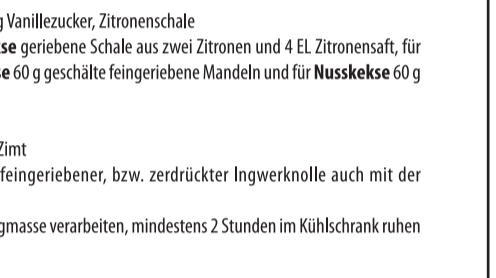 g Vanillezucker, Zitronenschale
kse geriebene Schale aus zwei Zitronen und 4 EL Zitronensaft, für
se 60 g geschälte feingeriebene Mandeln und für Nusskekse 60 g
Zimt
feingeriebener, bzw. zerdrückter Ingwerknolle auch mit der
gmasse verarbeiten, mindestens 2 Stunden im Kühlschrank ruhen